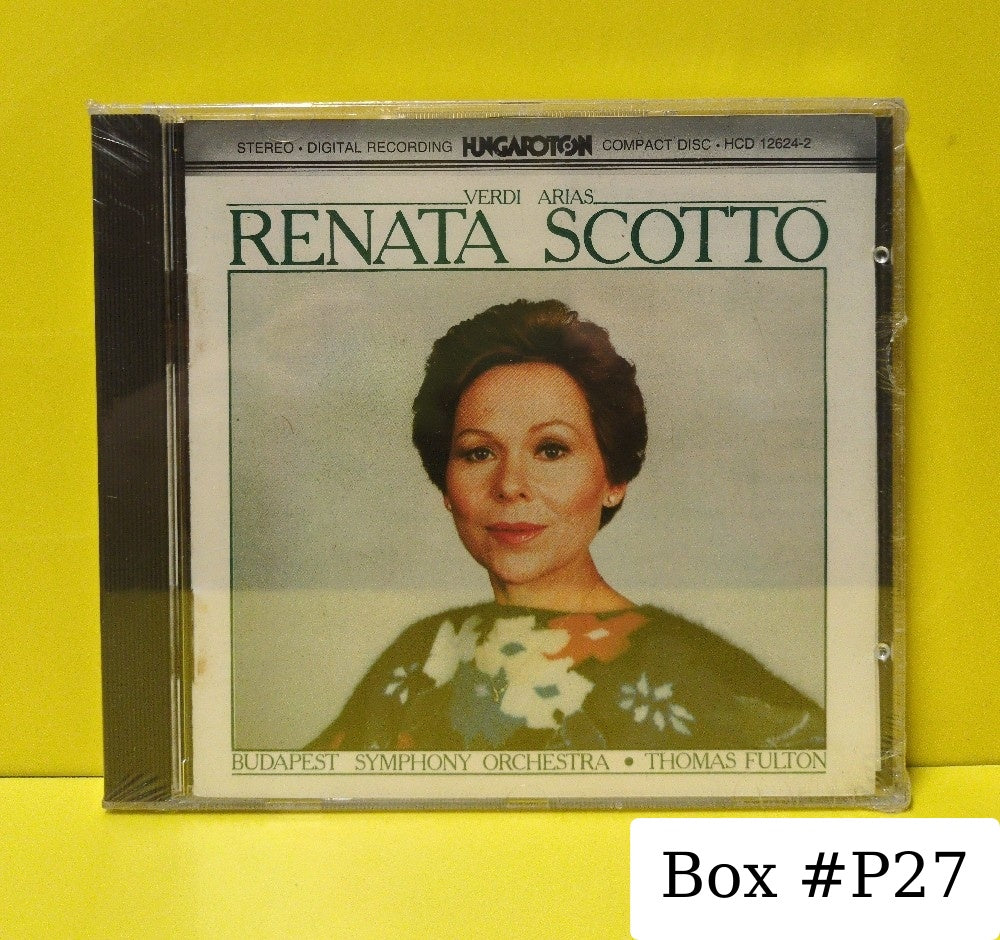 STEREO · DIGITAL RECORDING HUNGAROTON COMPACT DISC · HCD 12624-2
VERDI ARIAS
RENATA SCOTTO
BUDAPEST SYMPHONY ORCHESTRA • THOMAS FULTON
Box #P27